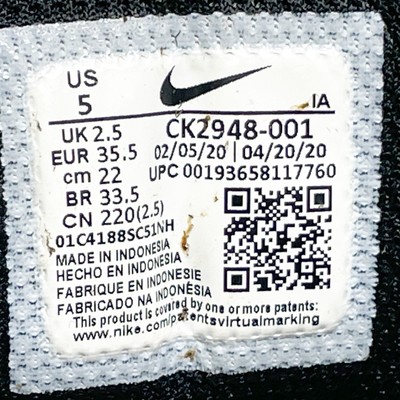 US
5
IA
UK 2.5
CK2948-001
EUR 35.5
02/05/20 | 04/20/20
cm 22
UPC 00193658117760
BR 33.5
CN 220(2.5)
01C4188SC51NH
MADE IN INDONESIA
HECHO EN INDONESIA
FABRIQUE EN INDONESIE
FABRICADO NA INDONÉSIA
This product is covered by one or more patents:
www.nike.com/patentsvirtualmarking